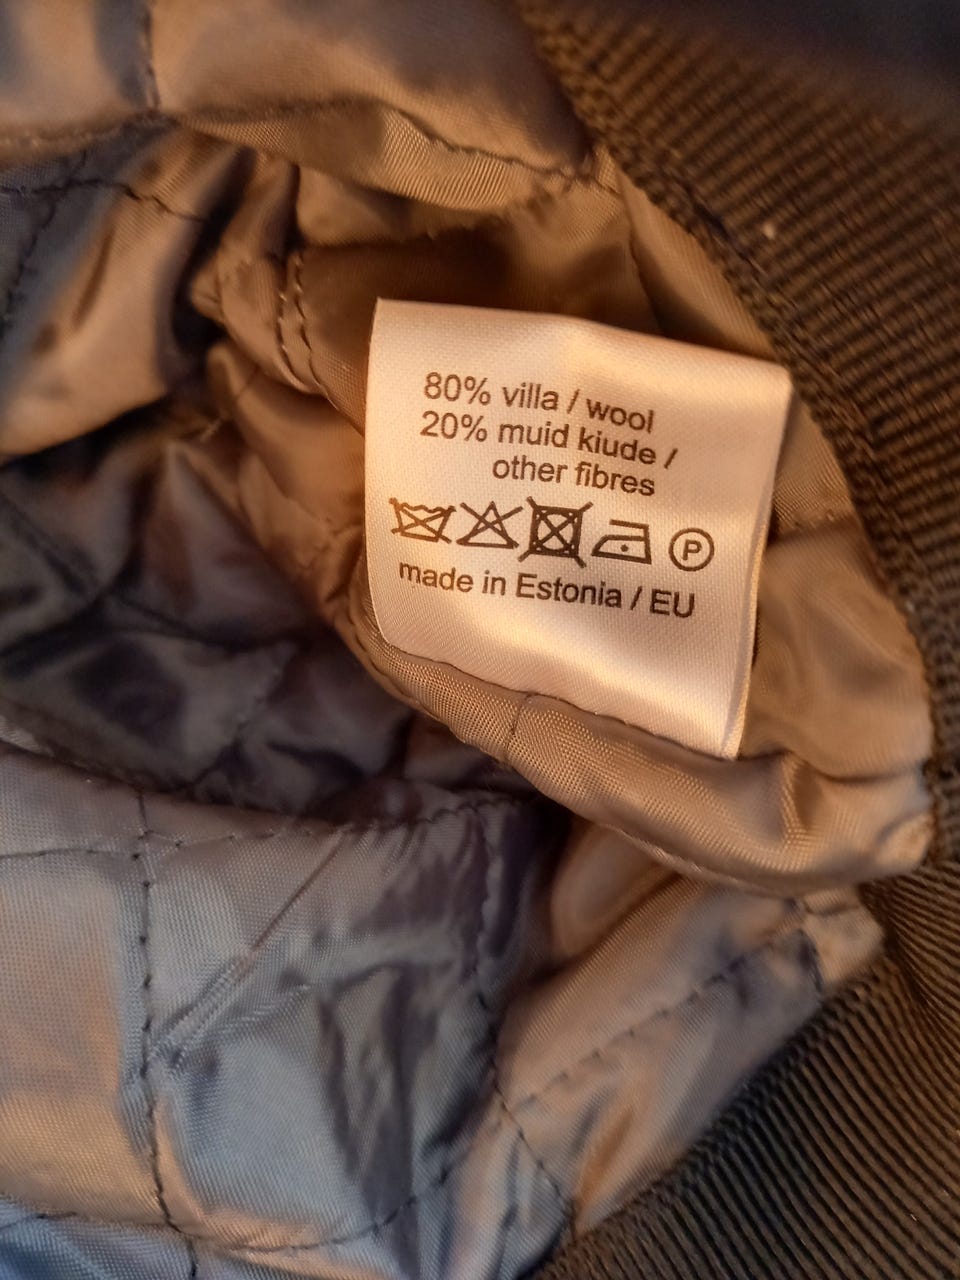 80% villa / wool
20% muid kiude /
other fibres
P
made in Estonia / EU